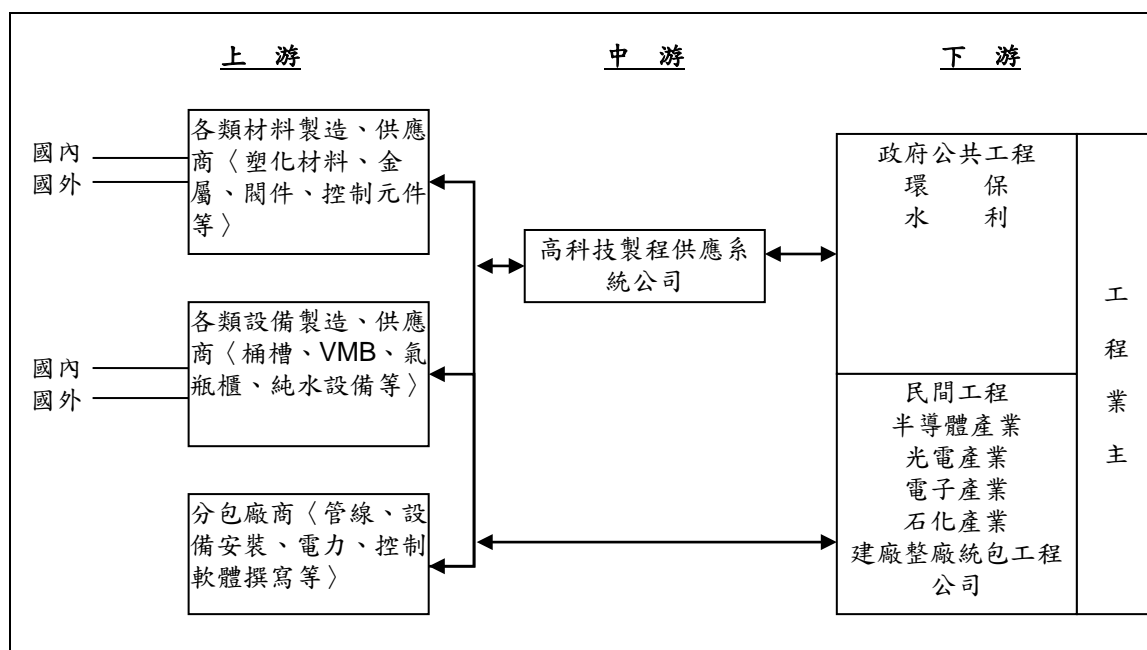 上 游
中 游
下 游
國內
國外
各類材料製造、供應
商〈塑化材料、金
屬、閥件、控制元件
等〉
國內
國外
各類設備製造、供應
商〈桶槽、VMB、氣
瓶櫃、純水設備等〉
分包廠商〈管線、設
備安裝、電力、控制
軟體撰寫等〉
高科技製程供應系
統公司
政府公共工程
環 保
水 利
民間工程
半導體產業
光電產業
電子產業
石化產業
建廠整廠統包工程
公司
工
程
業
主